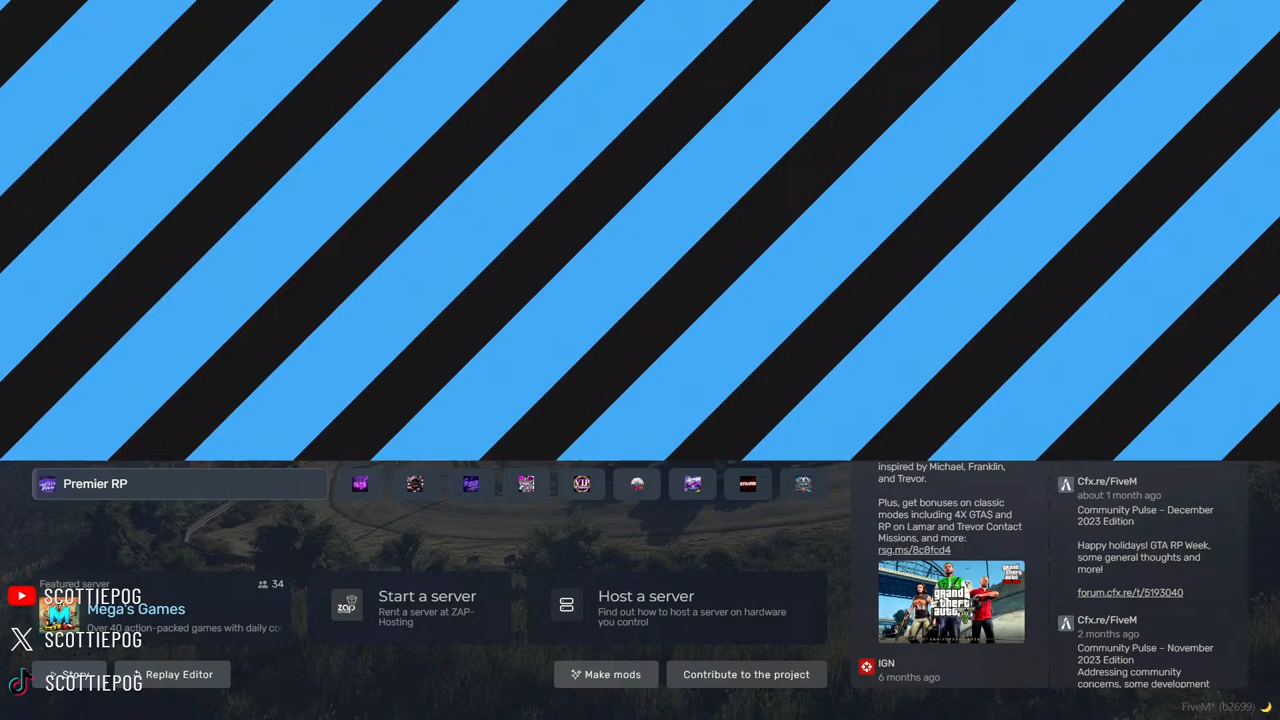 Premier RP
V.I.P
Featured server
34
Mega's Games
Over 40 action-packed games with daily co
SCOTTIEPOG
SCOTTIEPOG
SCOTTIEPOG
Story
Replay Editor
ZAP
Start a server
Rent a server at ZAP-
Hosting
Host a server
Find out how to host a server on hardware
you control
Make mods
Contribute to the project
inspired by Michael, Franklin,
and Trevor.
Plus, get bonuses on classic
modes including 4X GTA$ and
RP on Lamar and Trevor Contact
Missions, and more:
rsg.ms/8c8fcd4
grand
theft
auto
IGN
6 months ago
Cfx.re/FiveM
about 1 month ago
Community Pulse – December
2023 Edition
Happy holidays! GTA RP Week,
some general thoughts and
more!
forum.cfx.re/t/5193040
Cfx.re/FiveM
2 months ago
Community Pulse – November
2023 Edition
Addressing community
concerns, some development
FiveM* (b2699)